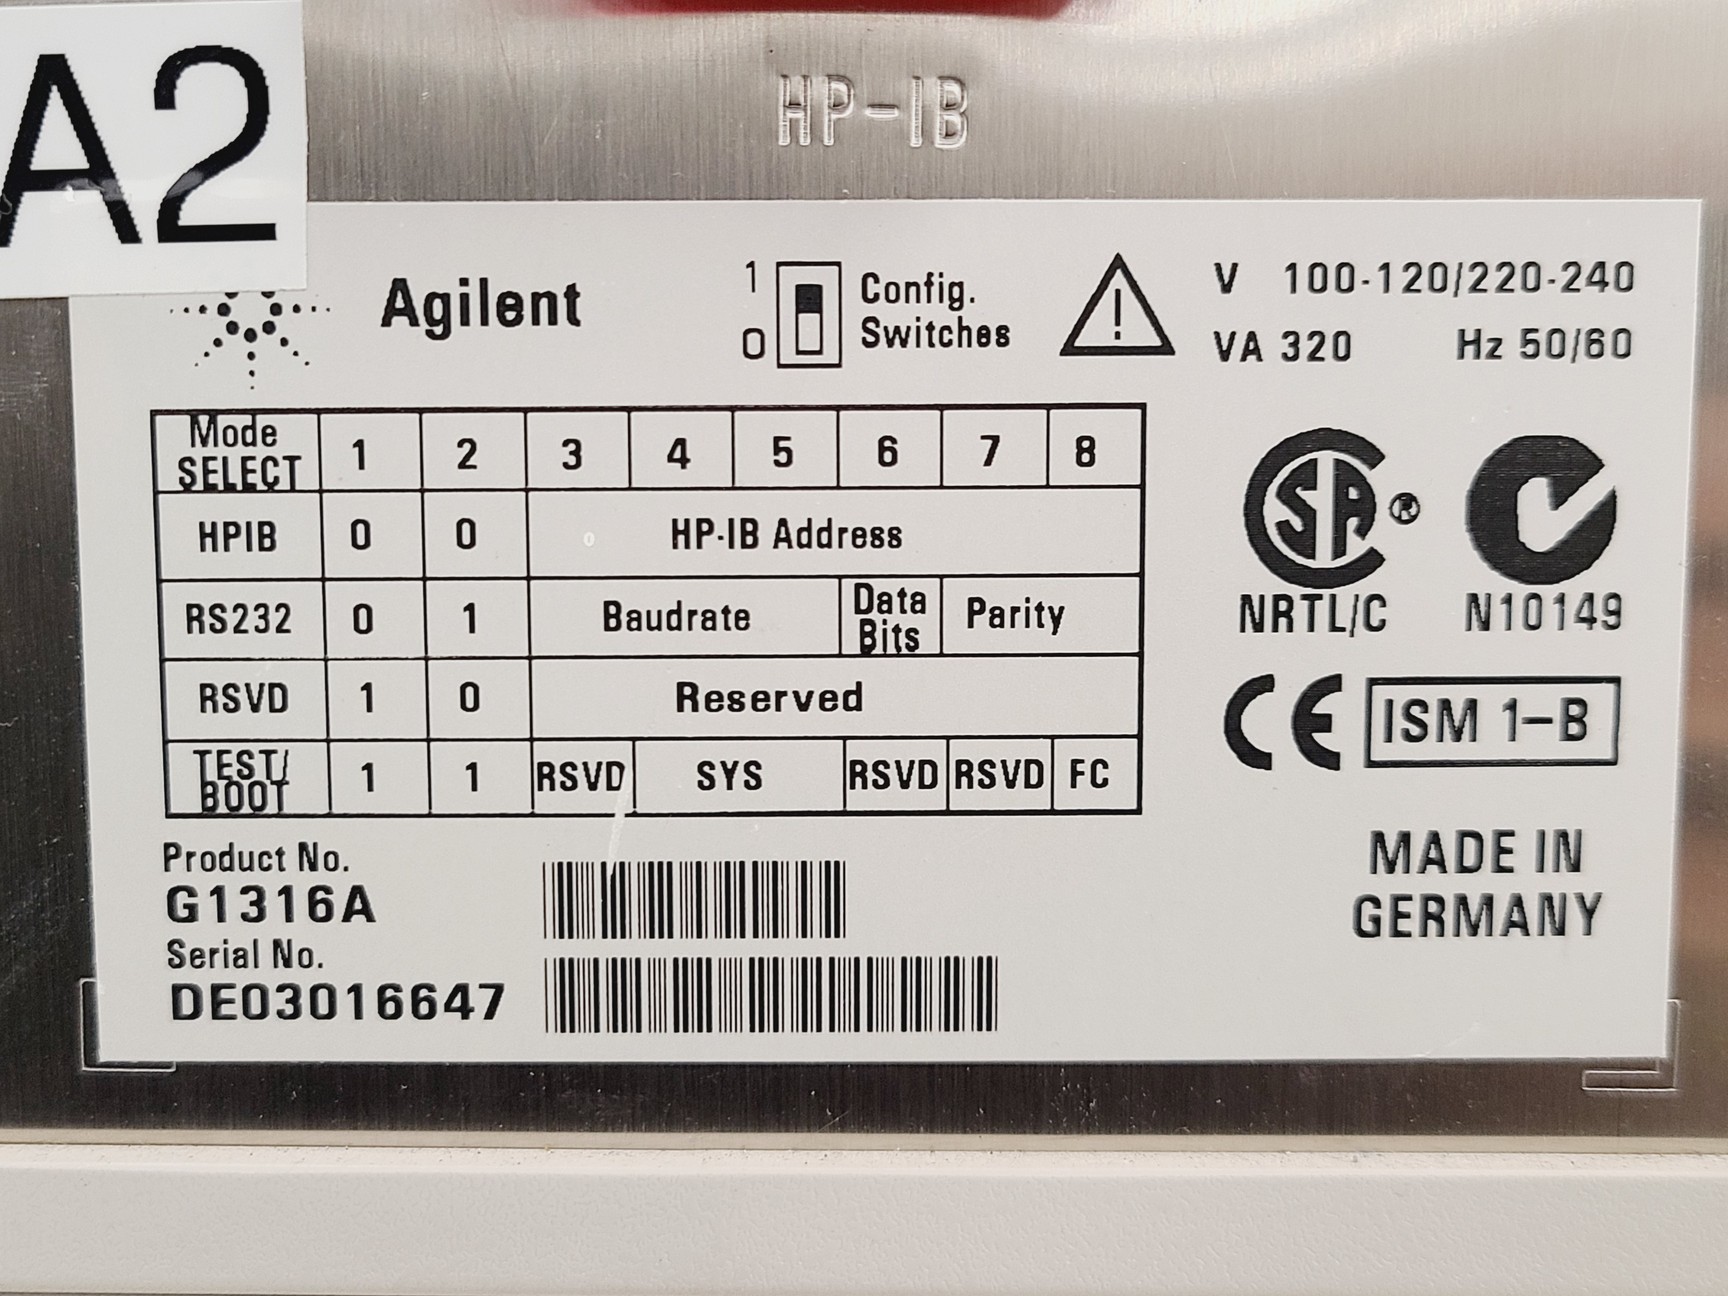 A2
HP-IB
Agilent
1
0
Config.
Switches
V 100-120/220-240
VA 320 Hz 50/60
Mode
SELECT 1 2 3 4 5 6 7 8
HPIB 0 0 HP-IB Address
RS232 0 1 Baudrate Data Bits Parity
RSVD 1 0 Reserved
TEST/
BOOT 1 1 RSVD SYS RSVD RSVD FC
SA ®
NRTL/C N10149
CE ISM 1-B
MADE IN
GERMANY
Product No.
G1316A
Serial No.
DE03016647